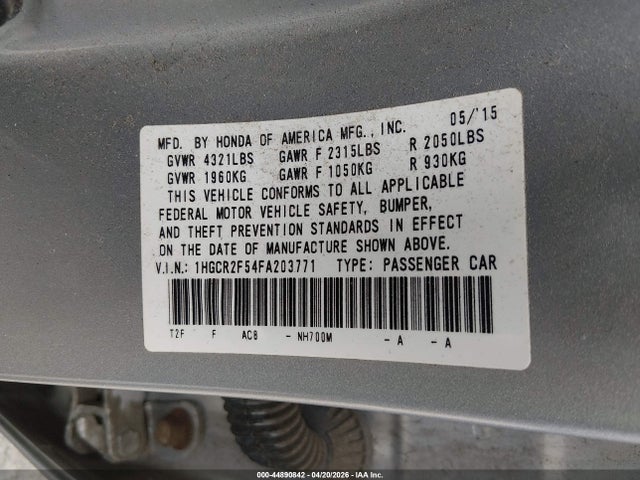 05/'15
MFD. BY HONDA OF AMERICA MFG., INC.
GVWR 4321LBS GAWR F 2315LBS R 2050LBS
GVWR 1960KG GAWR F 1050KG R 930KG
THIS VEHICLE CONFORMS TO ALL APPLICABLE
FEDERAL MOTOR VEHICLE SAFETY, BUMPER,
AND THEFT PREVENTION STANDARDS IN EFFECT
ON THE DATE OF MANUFACTURE SHOWN ABOVE.
V.I.N.: 1HGCR2F54FA203771 TYPE: PASSENGER CAR
T2F F AC8 - NH700M - A - A
000-44890842 - 04/20/2026 - IAA Inc.